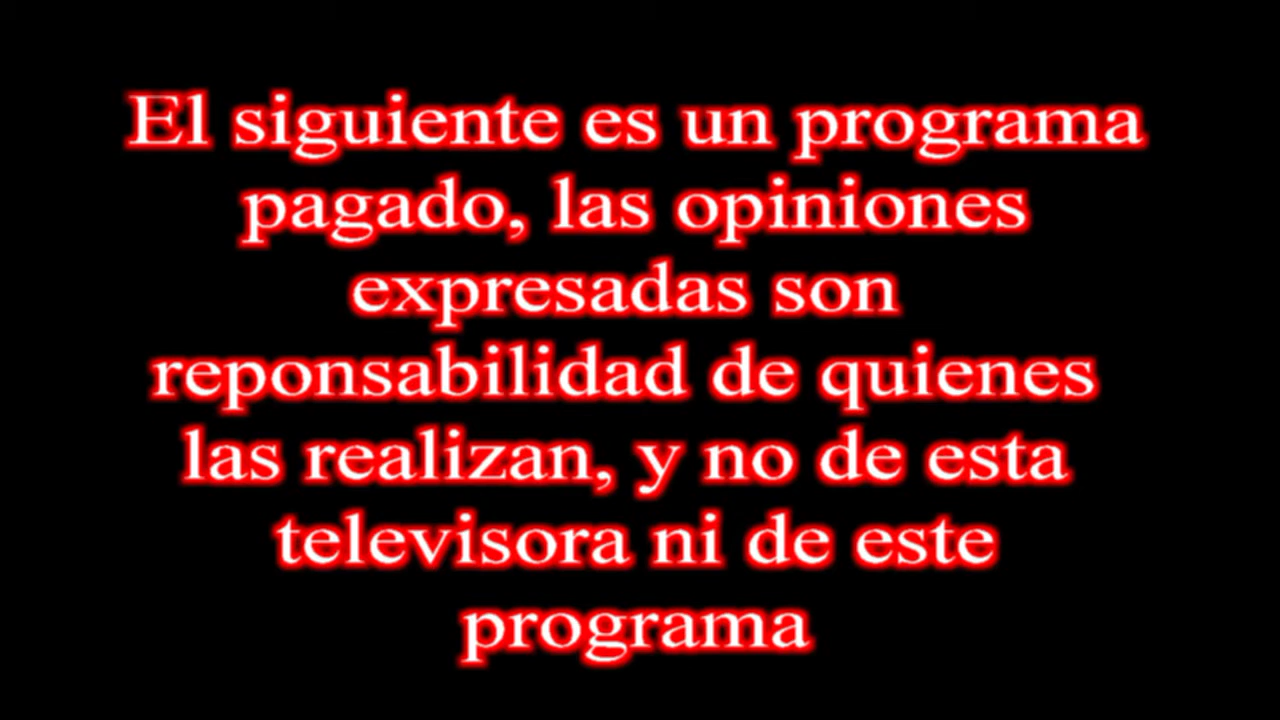 El siguiente es un programa
pagado, las opiniones
expresadas son
reponsabilidad de quienes
las realizan, y no de esta
televisora ni de este
programa